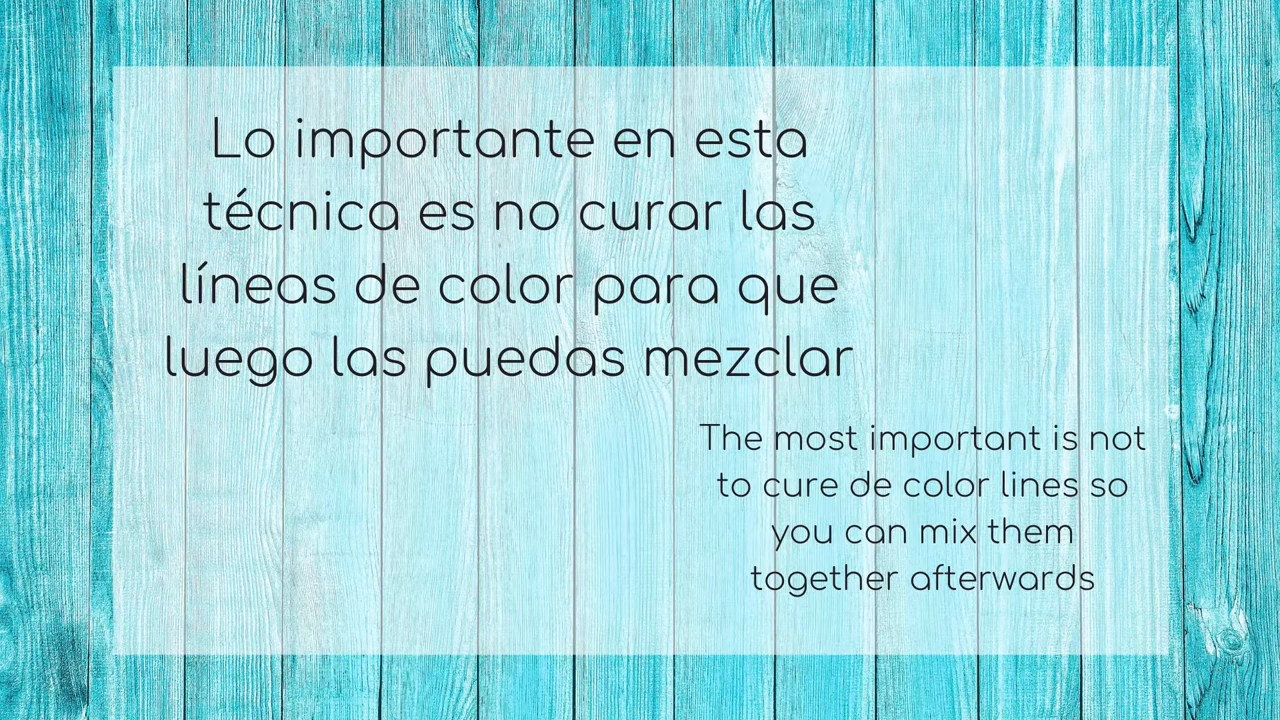 Lo importante en esta
técnica es no curar las
líneas de color para que
luego las puedas mezclar
The most important is not
to cure de color lines so
you can mix them
together afterwards